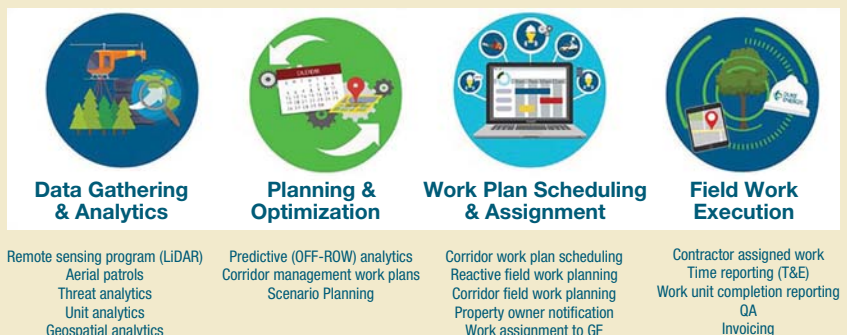 CALENDAR
DUKE
ENERGY
Data Gathering
& Analytics
Planning &
Optimization
Work Plan Scheduling
& Assignment
Field Work
Execution
Remote sensing program (LiDAR)
Aerial patrols
Threat analytics
Unit analytics
Geospatial analytics
Predictive (OFF-ROW) analytics
Corridor management work plans
Scenario Planning
Corridor work plan scheduling
Reactive field work planning
Corridor field work planning
Property owner notification
Work assignment to GF
Contractor assigned work
Time reporting (T&E)
Work unit completion reporting
QA
Invoicing